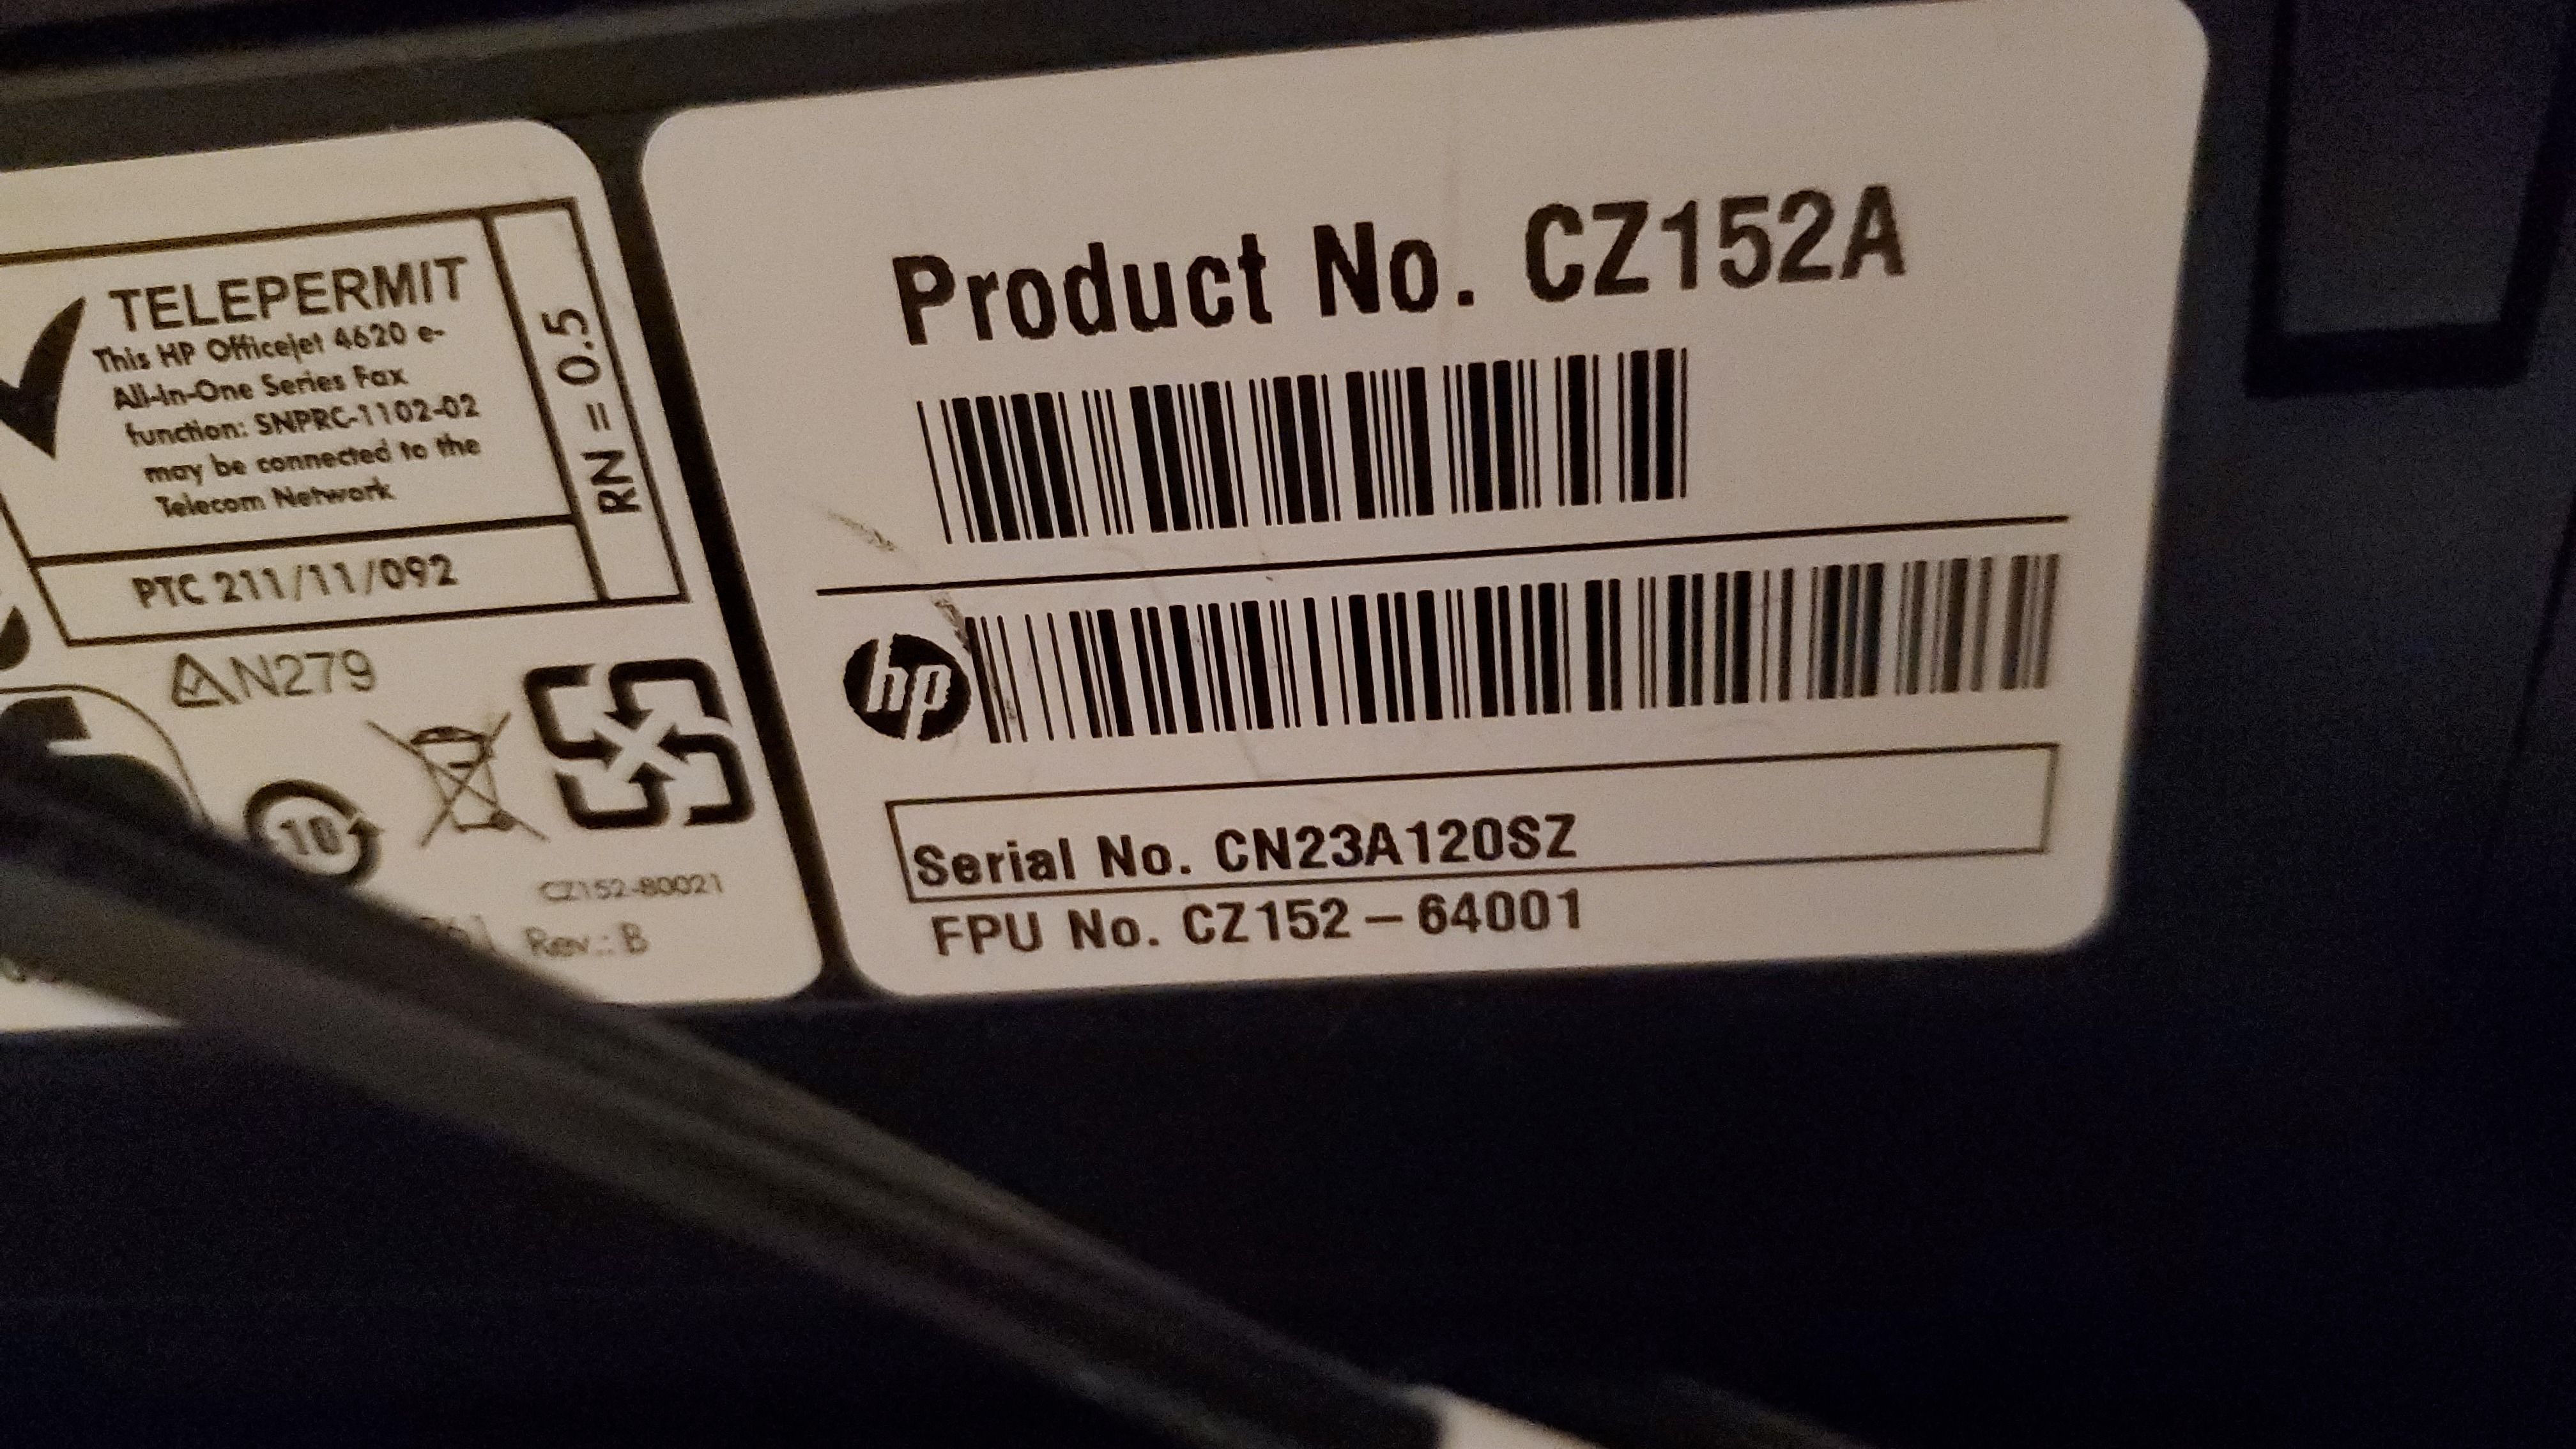 TELEPERMIT
This HP Officejet 4620 e-
All-in-One Series Fax
function: SNPRC-1102-02
may be connected to the
Telecom Network
RN = 0.5
PTC 211/11/092
N279
10
CZ152-80021
Rev.: B
Product No. CZ152A
hp
Serial No. CN23A120SZ
FPU No. CZ152-64001